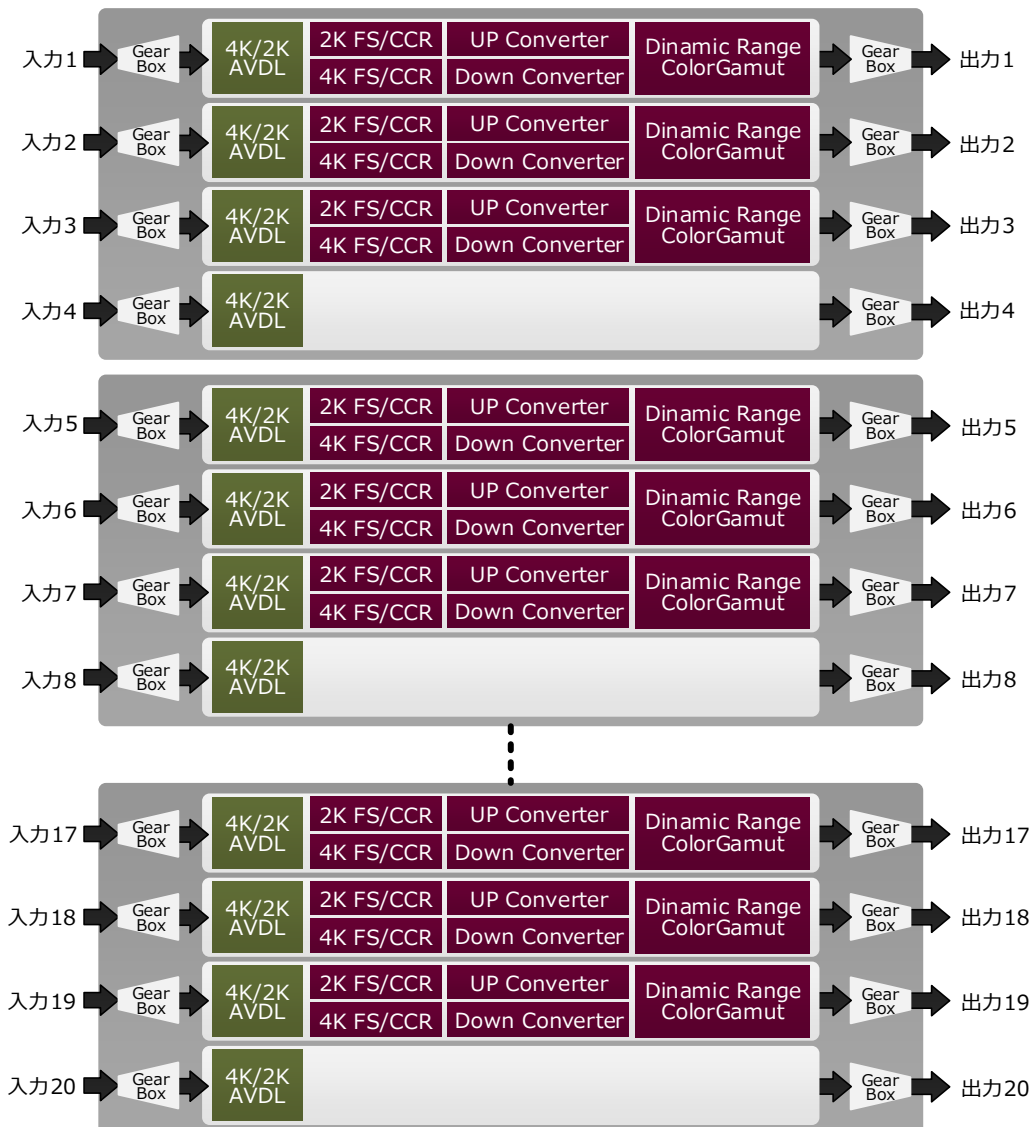 入力1
Gear
Box
4K/2K
AVDL
2K FS/CCR
4K FS/CCR
UP Converter
Down Converter
Dinamic Range
ColorGamut
Gear
Box
出力1
入力2
Gear
Box
4K/2K
AVDL
2K FS/CCR
4K FS/CCR
UP Converter
Down Converter
Dinamic Range
ColorGamut
Gear
Box
出力2
入力3
Gear
Box
4K/2K
AVDL
2K FS/CCR
4K FS/CCR
UP Converter
Down Converter
Dinamic Range
ColorGamut
Gear
Box
出力3
入力4
Gear
Box
4K/2K
AVDL
Gear
Box
出力4
入力5
Gear
Box
4K/2K
AVDL
2K FS/CCR
4K FS/CCR
UP Converter
Down Converter
Dinamic Range
ColorGamut
Gear
Box
出力5
入力6
Gear
Box
4K/2K
AVDL
2K FS/CCR
4K FS/CCR
UP Converter
Down Converter
Dinamic Range
ColorGamut
Gear
Box
出力6
入力7
Gear
Box
4K/2K
AVDL
2K FS/CCR
4K FS/CCR
UP Converter
Down Converter
Dinamic Range
ColorGamut
Gear
Box
出力7
入力8
Gear
Box
4K/2K
AVDL
Gear
Box
出力8
入力17
Gear
Box
4K/2K
AVDL
2K FS/CCR
4K FS/CCR
UP Converter
Down Converter
Dinamic Range
ColorGamut
Gear
Box
出力17
入力18
Gear
Box
4K/2K
AVDL
2K FS/CCR
4K FS/CCR
UP Converter
Down Converter
Dinamic Range
ColorGamut
Gear
Box
出力18
入力19
Gear
Box
4K/2K
AVDL
2K FS/CCR
4K FS/CCR
UP Converter
Down Converter
Dinamic Range
ColorGamut
Gear
Box
出力19
入力20
Gear
Box
4K/2K
AVDL
Gear
Box
出力20